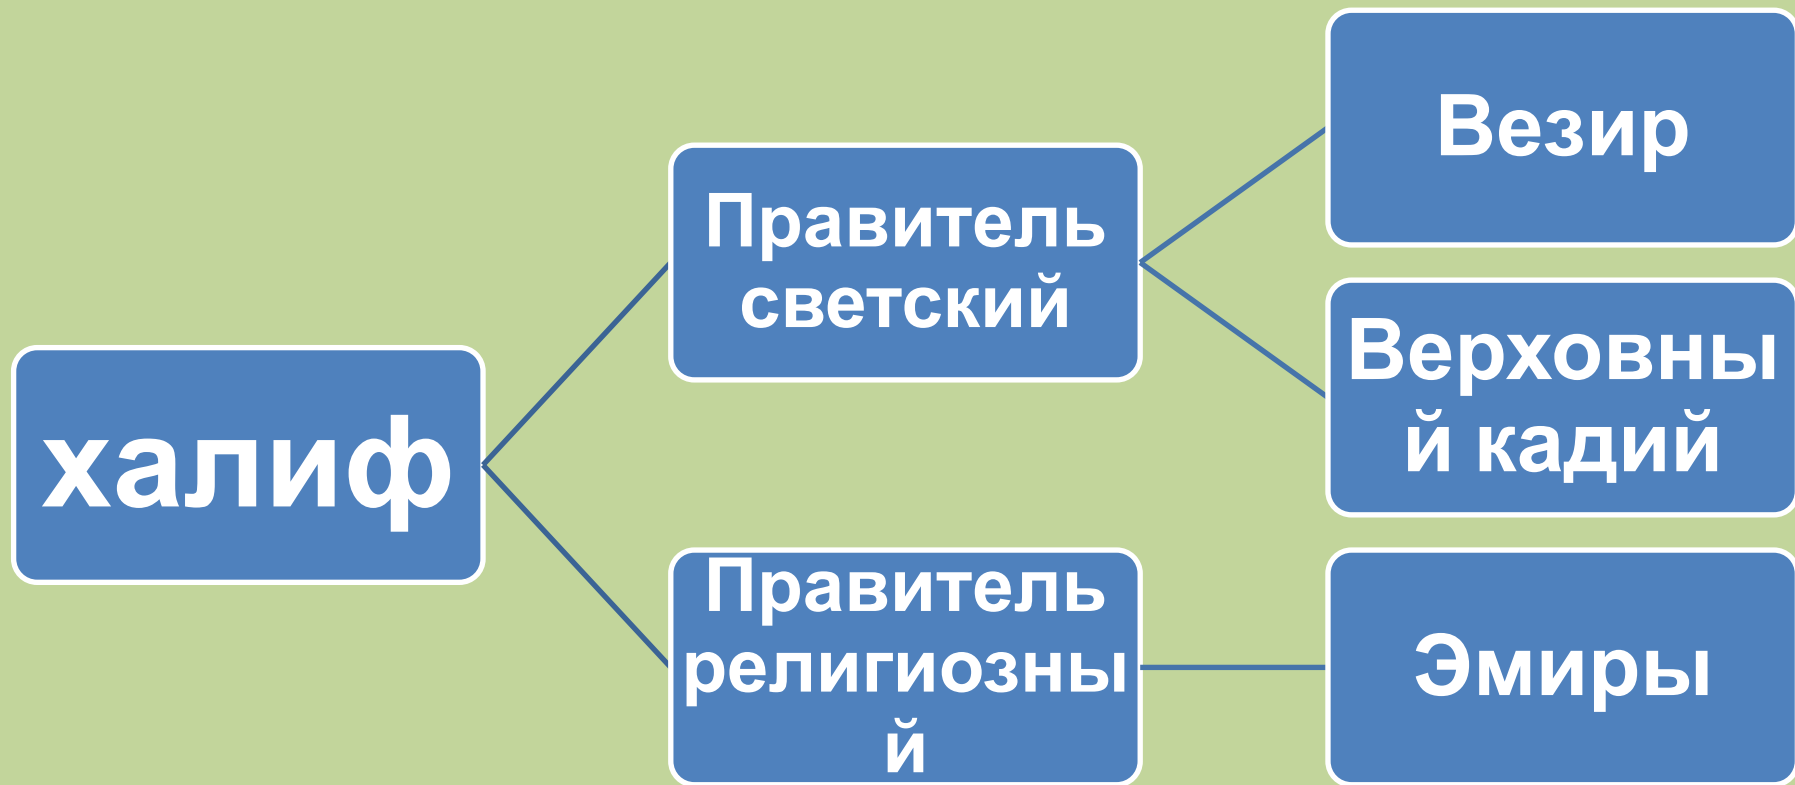 халиф
Правитель
светский
Правитель
религиозны
й
Везир
Верховны
й кадий
Эмиры